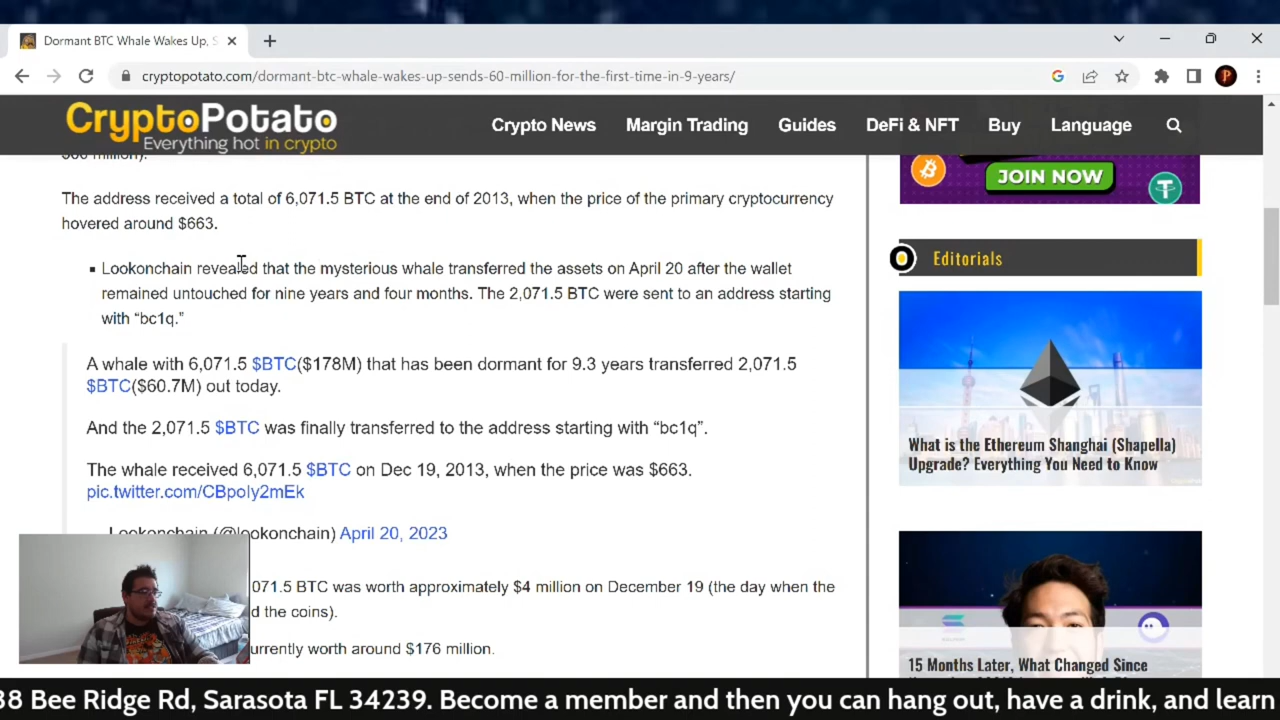 Dormant BTC Whale Wakes Up, S
cryptopotato.com/dormant-btc-whale-wakes-up-sends-60-million-for-the-first-time-in-9-years/
CryptoPotato
Everything hot in crypto
Crypto News
Margin Trading
Guides
DeFi & NFT
Buy
Language
JOIN NOW
The address received a total of 6,071.5 BTC at the end of 2013, when the price of the primary cryptocurrency
hovered around $663.
Lookonchain revealed that the mysterious whale transferred the assets on April 20 after the wallet
remained untouched for nine years and four months. The 2,071.5 BTC were sent to an address starting
with “bc1q.”
A whale with 6,071.5 $BTC($178M) that has been dormant for 9.3 years transferred 2,071.5
$BTC($60.7M) out today.
And the 2,071.5 $BTC was finally transferred to the address starting with “bc1q”.
The whale received 6,071.5 $BTC on Dec 19, 2013, when the price was $663.
pic.twitter.com/CBpoIy2mEk
Lookonchain (@lookonchain) April 20, 2023
071.5 BTC was worth approximately $4 million on December 19 (the day when the
d the coins).
urrently worth around $176 million.
Editorials
What is the Ethereum Shanghai (Shapella)
Upgrade? Everything You Need to Know
15 Months Later, What Changed Since
38 Bee Ridge Rd, Sarasota FL 34239. Become a member and then you can hang out, have a drink, and learn